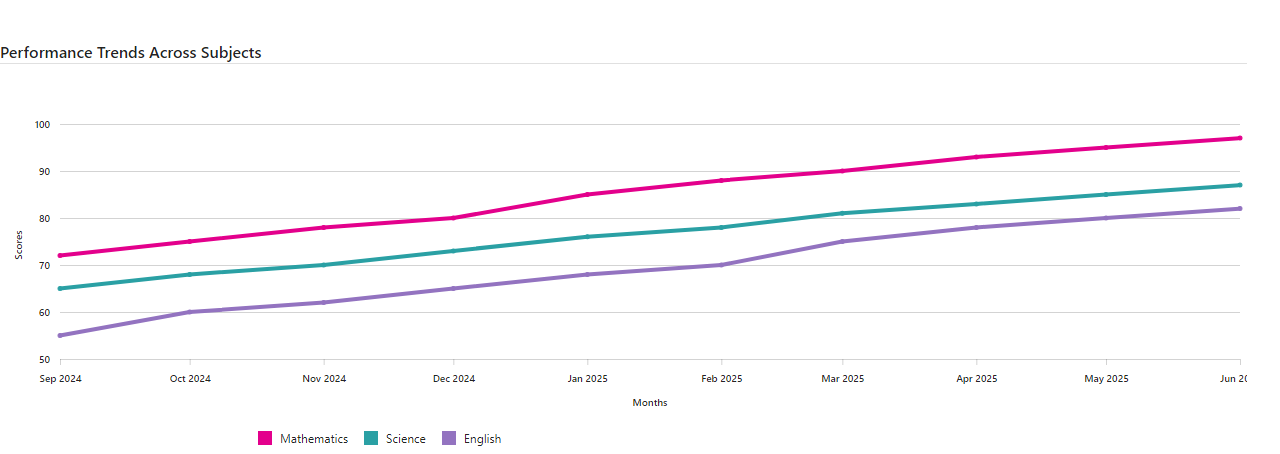 Performance Trends Across Subjects
100
90
80
70
60
50
Scores
Sep 2024 Oct 2024 Nov 2024 Dec 2024 Jan 2025 Feb 2025 Mar 2025 Apr 2025 May 2025 Jun
Months
Mathematics Science English